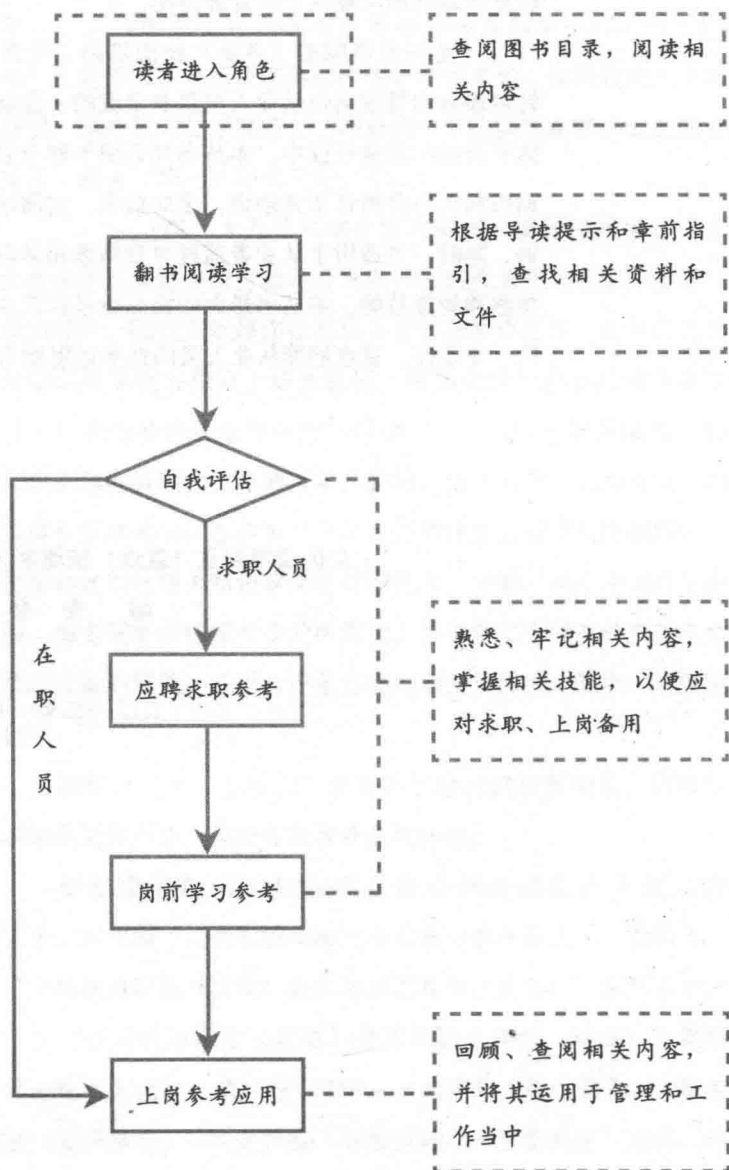 读者进入角色
查阅图书目录，阅读相
关内容
翻书阅读学习
根据导读提示和章前指
引，查找相关资料和
文件
自我评估
求职人员
在职人员
应聘求职参考
熟悉、牢记相关内容，
掌握相关技能，以便应
对求职、上岗备用
岗前学习参考
上岗参考应用
回顾、查阅相关内容，
并将其运用于管理和工
作当中